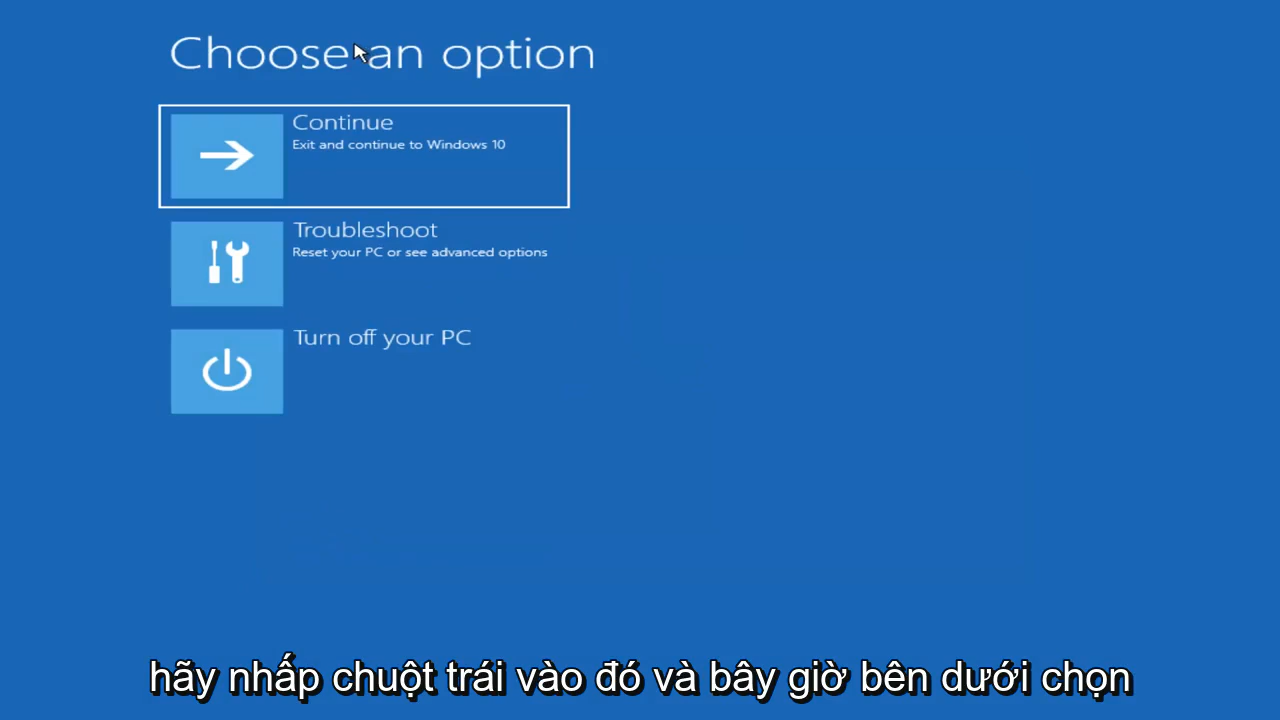 Choose an option
Continue
Exit and continue to Windows 10
Troubleshoot
Reset your PC or see advanced options
Turn off your PC
hãy nhấp chuột trái vào đó và bây giờ bên dưới chọn